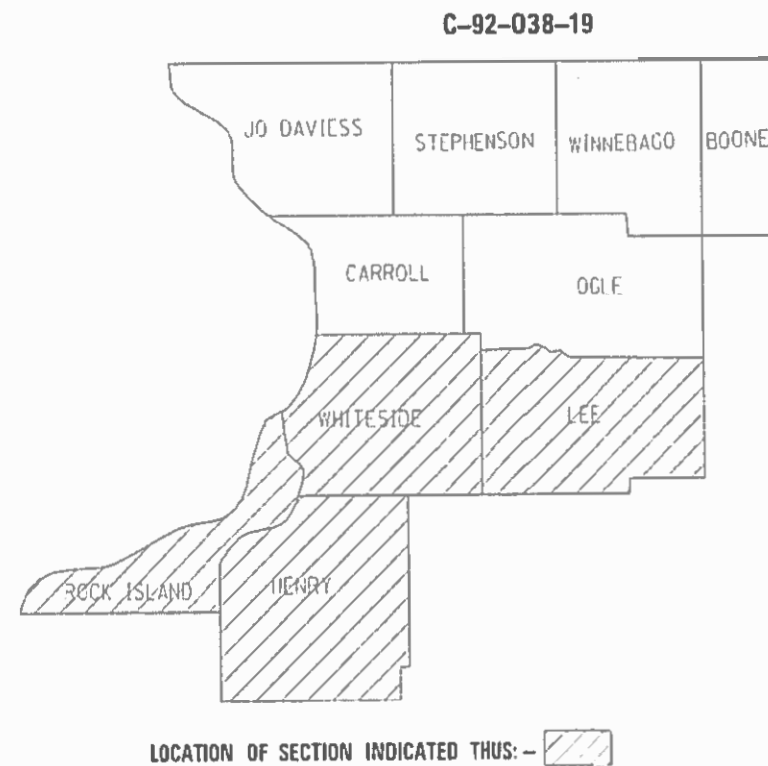 C-92-038-19
JO DAVIESS
STEPHENSON
WINNEBAGO
BOONE
CARROLL
OGLE
WHITESIDE
LEE
ROCK ISLAND
HENRY
LOCATION OF SECTION INDICATED THUS: -